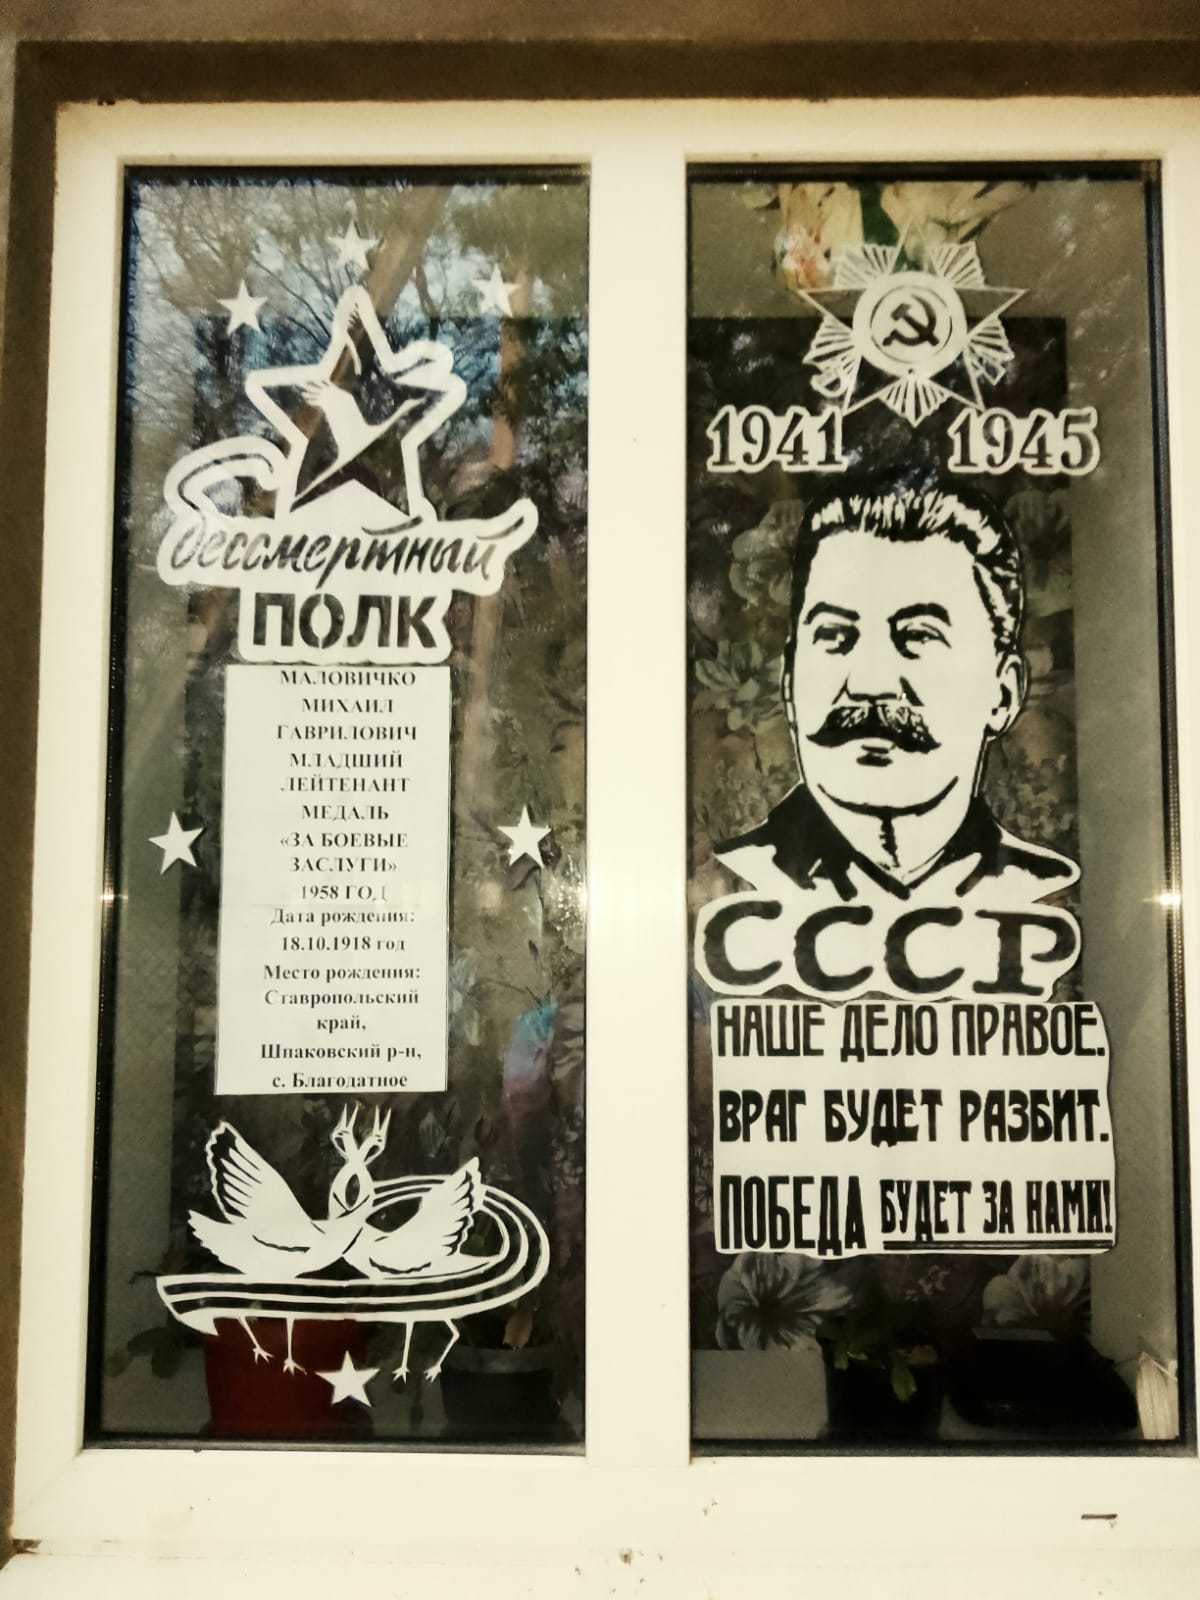 бессмертный
ПОЛК
МАЛОВИЧКО
МИХАИЛ
ГАВРИЛОВИЧ
МЛАДШИЙ
ЛЕЙТЕНАНТ
МЕДАЛЬ
«ЗА БОЕВЫЕ
ЗАСЛУГИ»
1958 ГОД
Дата рождения:
18.10.1918 год
Место рождения:
Ставропольский
край,
Шпаковский р-н,
с. Благодатное
1941 1945
СССР
НАШЕ ДЕЛО ПРАВОЕ.
ВРАГ БУДЕТ РАЗБИТ.
ПОБЕДА БУДЕТ ЗА НАМИ!